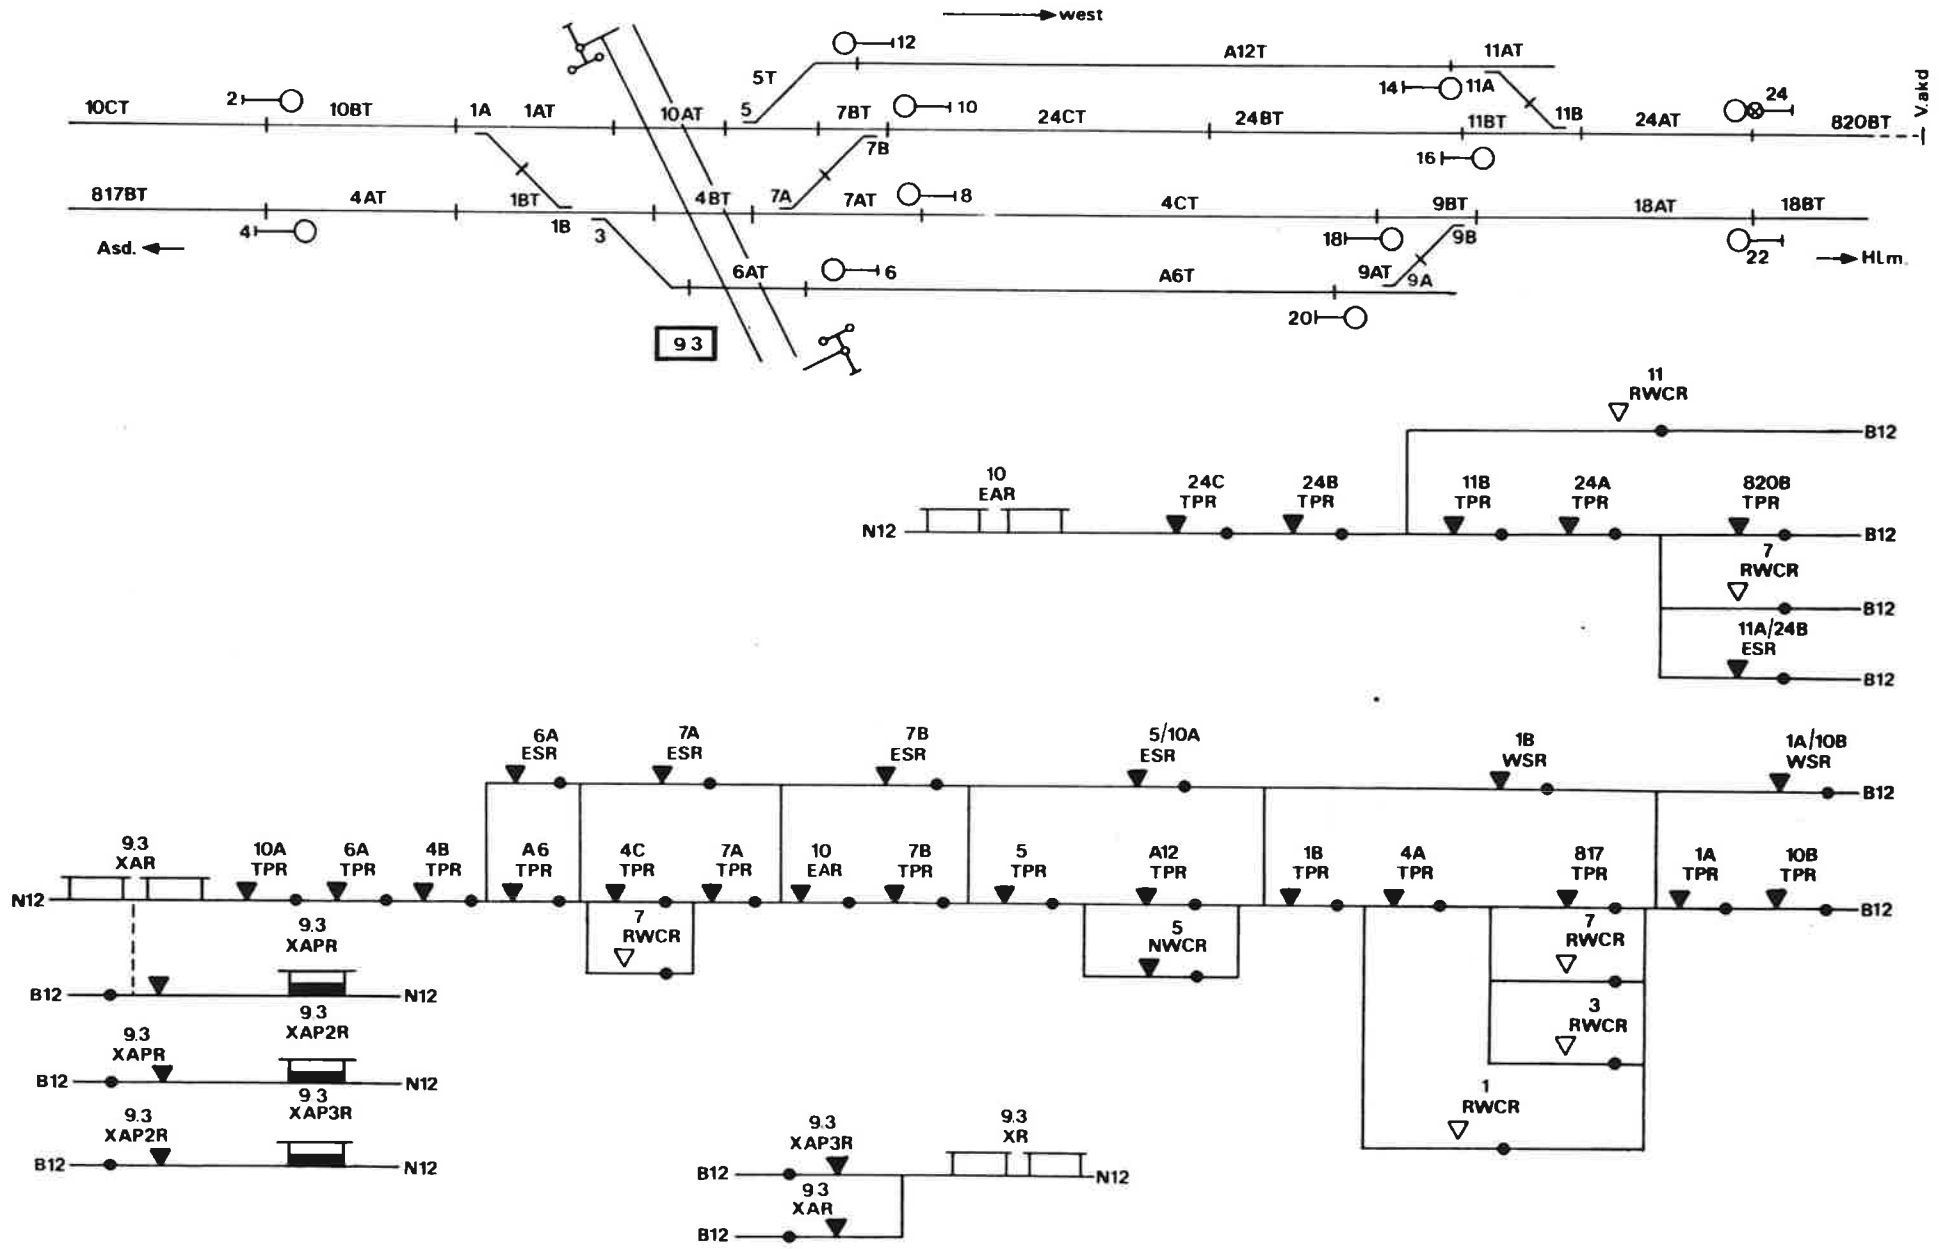 west
12
A12T
11AT
5T
14
11A
V.akd
2
24
10CT
10BT
1A
1AT
10AT
5
7BT
10
24CT
24BT
11BT
11B
24AT
820BT
7B
16
817BT
4AT
1BT
4BT
7A
7AT
8
4CT
9BT
18AT
18BT
4
1B
3
18
9B
Asd.
22
Hlm.
6AT
6
A6T
9AT
9A
20
93
11
RWCR
B12
10
EAR
24C
TPR
24B
TPR
11B
TPR
24A
TPR
820B
TPR
N12
B12
7
RWCR
B12
11A/24B
ESR
B12
6A
ESR
7A
ESR
7B
ESR
5/10A
ESR
1B
WSR
1A/10B
WSR
B12
9.3
XAR
10A
TPR
6A
TPR
4B
TPR
A6
TPR
4C
TPR
7A
TPR
10
EAR
7B
TPR
5
TPR
A12
TPR
1B
TPR
4A
TPR
817
TPR
1A
TPR
10B
TPR
N12
B12
7
RWCR
5
NWCR
7
RWCR
9.3
XAPR
B12
N12
3
RWCR
9.3
XAPR
9.3
XAP2R
B12
N12
1
RWCR
9.3
XAP2R
9 3
XAP3R
B12
N12
9.3
XAP3R
9.3
XR
B12
N12
9 3
XAR
B12